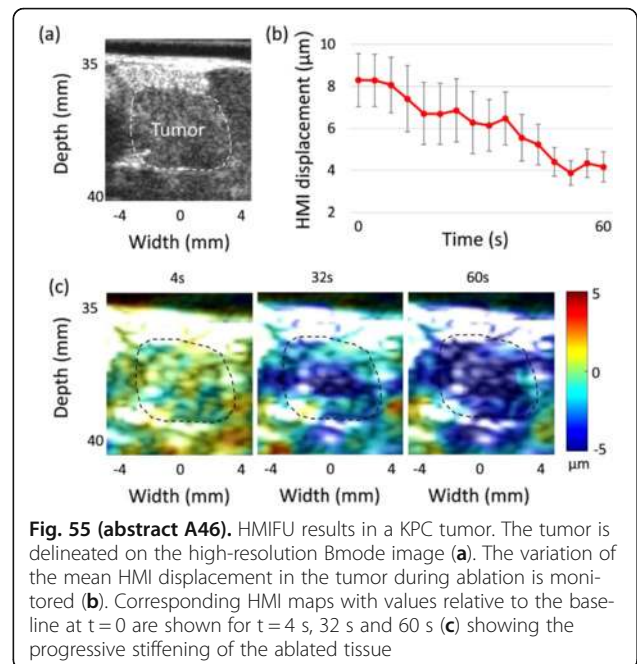 (a)
35
Depth (mm)
Tumor
40
-4 0 4
Width (mm)
(b)
HMI displacement (µm)
10
8
6
4
2
0 60
Time (s)
(c)
4s 32s 60s
35
Depth (mm)
40
-4 0 4 -4 0 4 -4 0 4
Width (mm) Width (mm) Width (mm)
5
0
-5
µm
Fig. 55 (abstract A46). HMIFU results in a KPC tumor. The tumor is
delineated on the high-resolution Bmode image (a). The variation of
the mean HMI displacement in the tumor during ablation is moni-
tored (b). Corresponding HMI maps with values relative to the base-
line at t = 0 are shown for t = 4 s, 32 s and 60 s (c) showing the
progressive stiffening of the ablated tissue